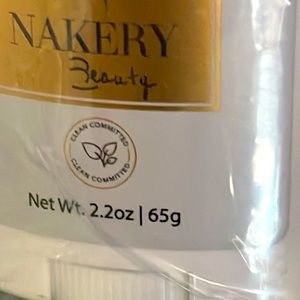 NAKERY
Beauty
CLEAN COMMITTED
CLEAN COMMITTED
Net Wt. 2.2oz | 65g